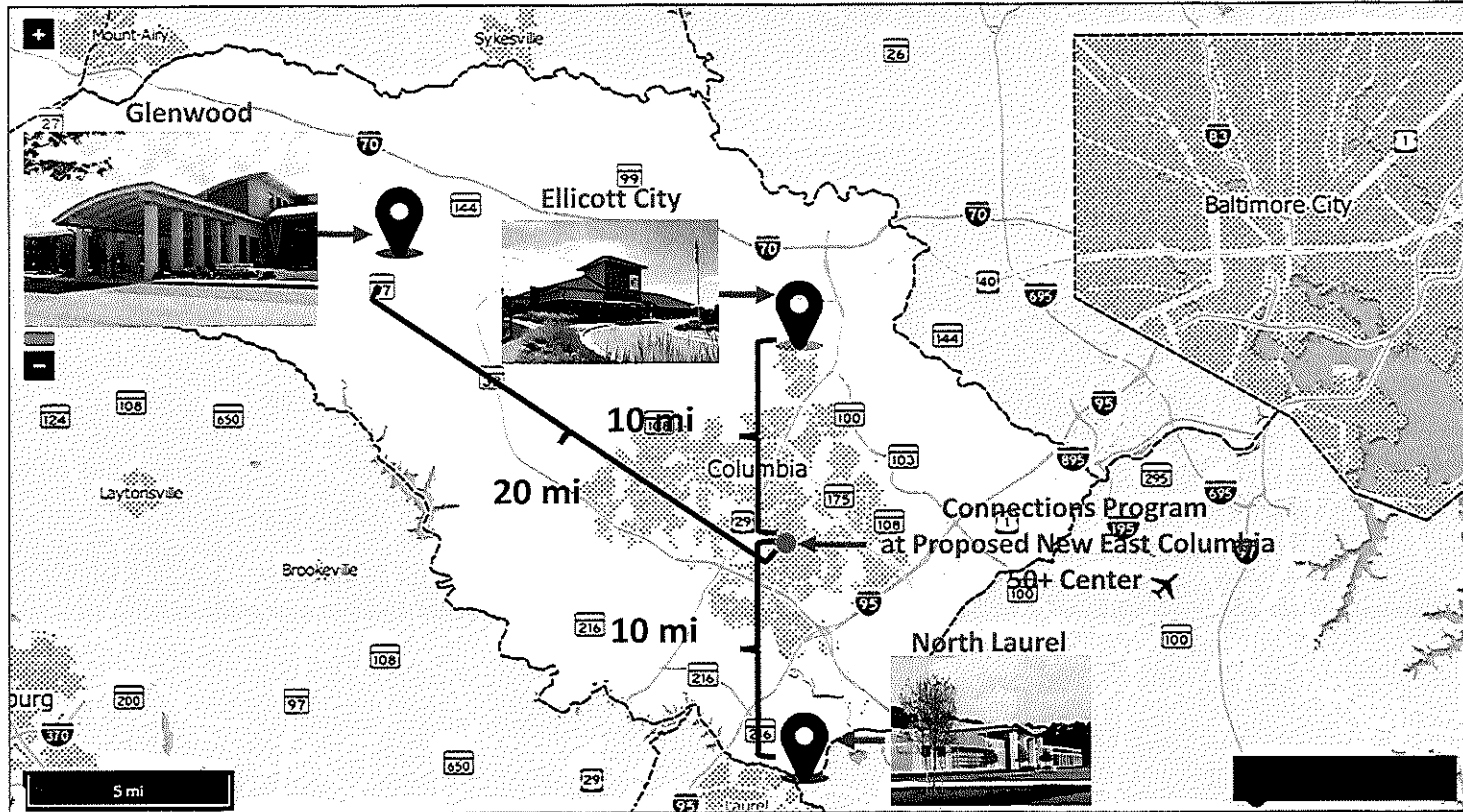 +
Mount-Airy
Sykesville
26
27
Glenwood
70
83
1
99
144
Ellicott City
Baltimore City
70
70
40
695
144
−
108
124
650
10 mi
100
95
Columbia
103
895
Laytonsville
20 mi
175
295
695
29
108
Connections Program
1
195
at Proposed New East Columbia
Brookeville
50+ Center
100
95
216
10 mi
100
North Laurel
108
216
burg
200
97
370
650
29
5 mi
Laurel